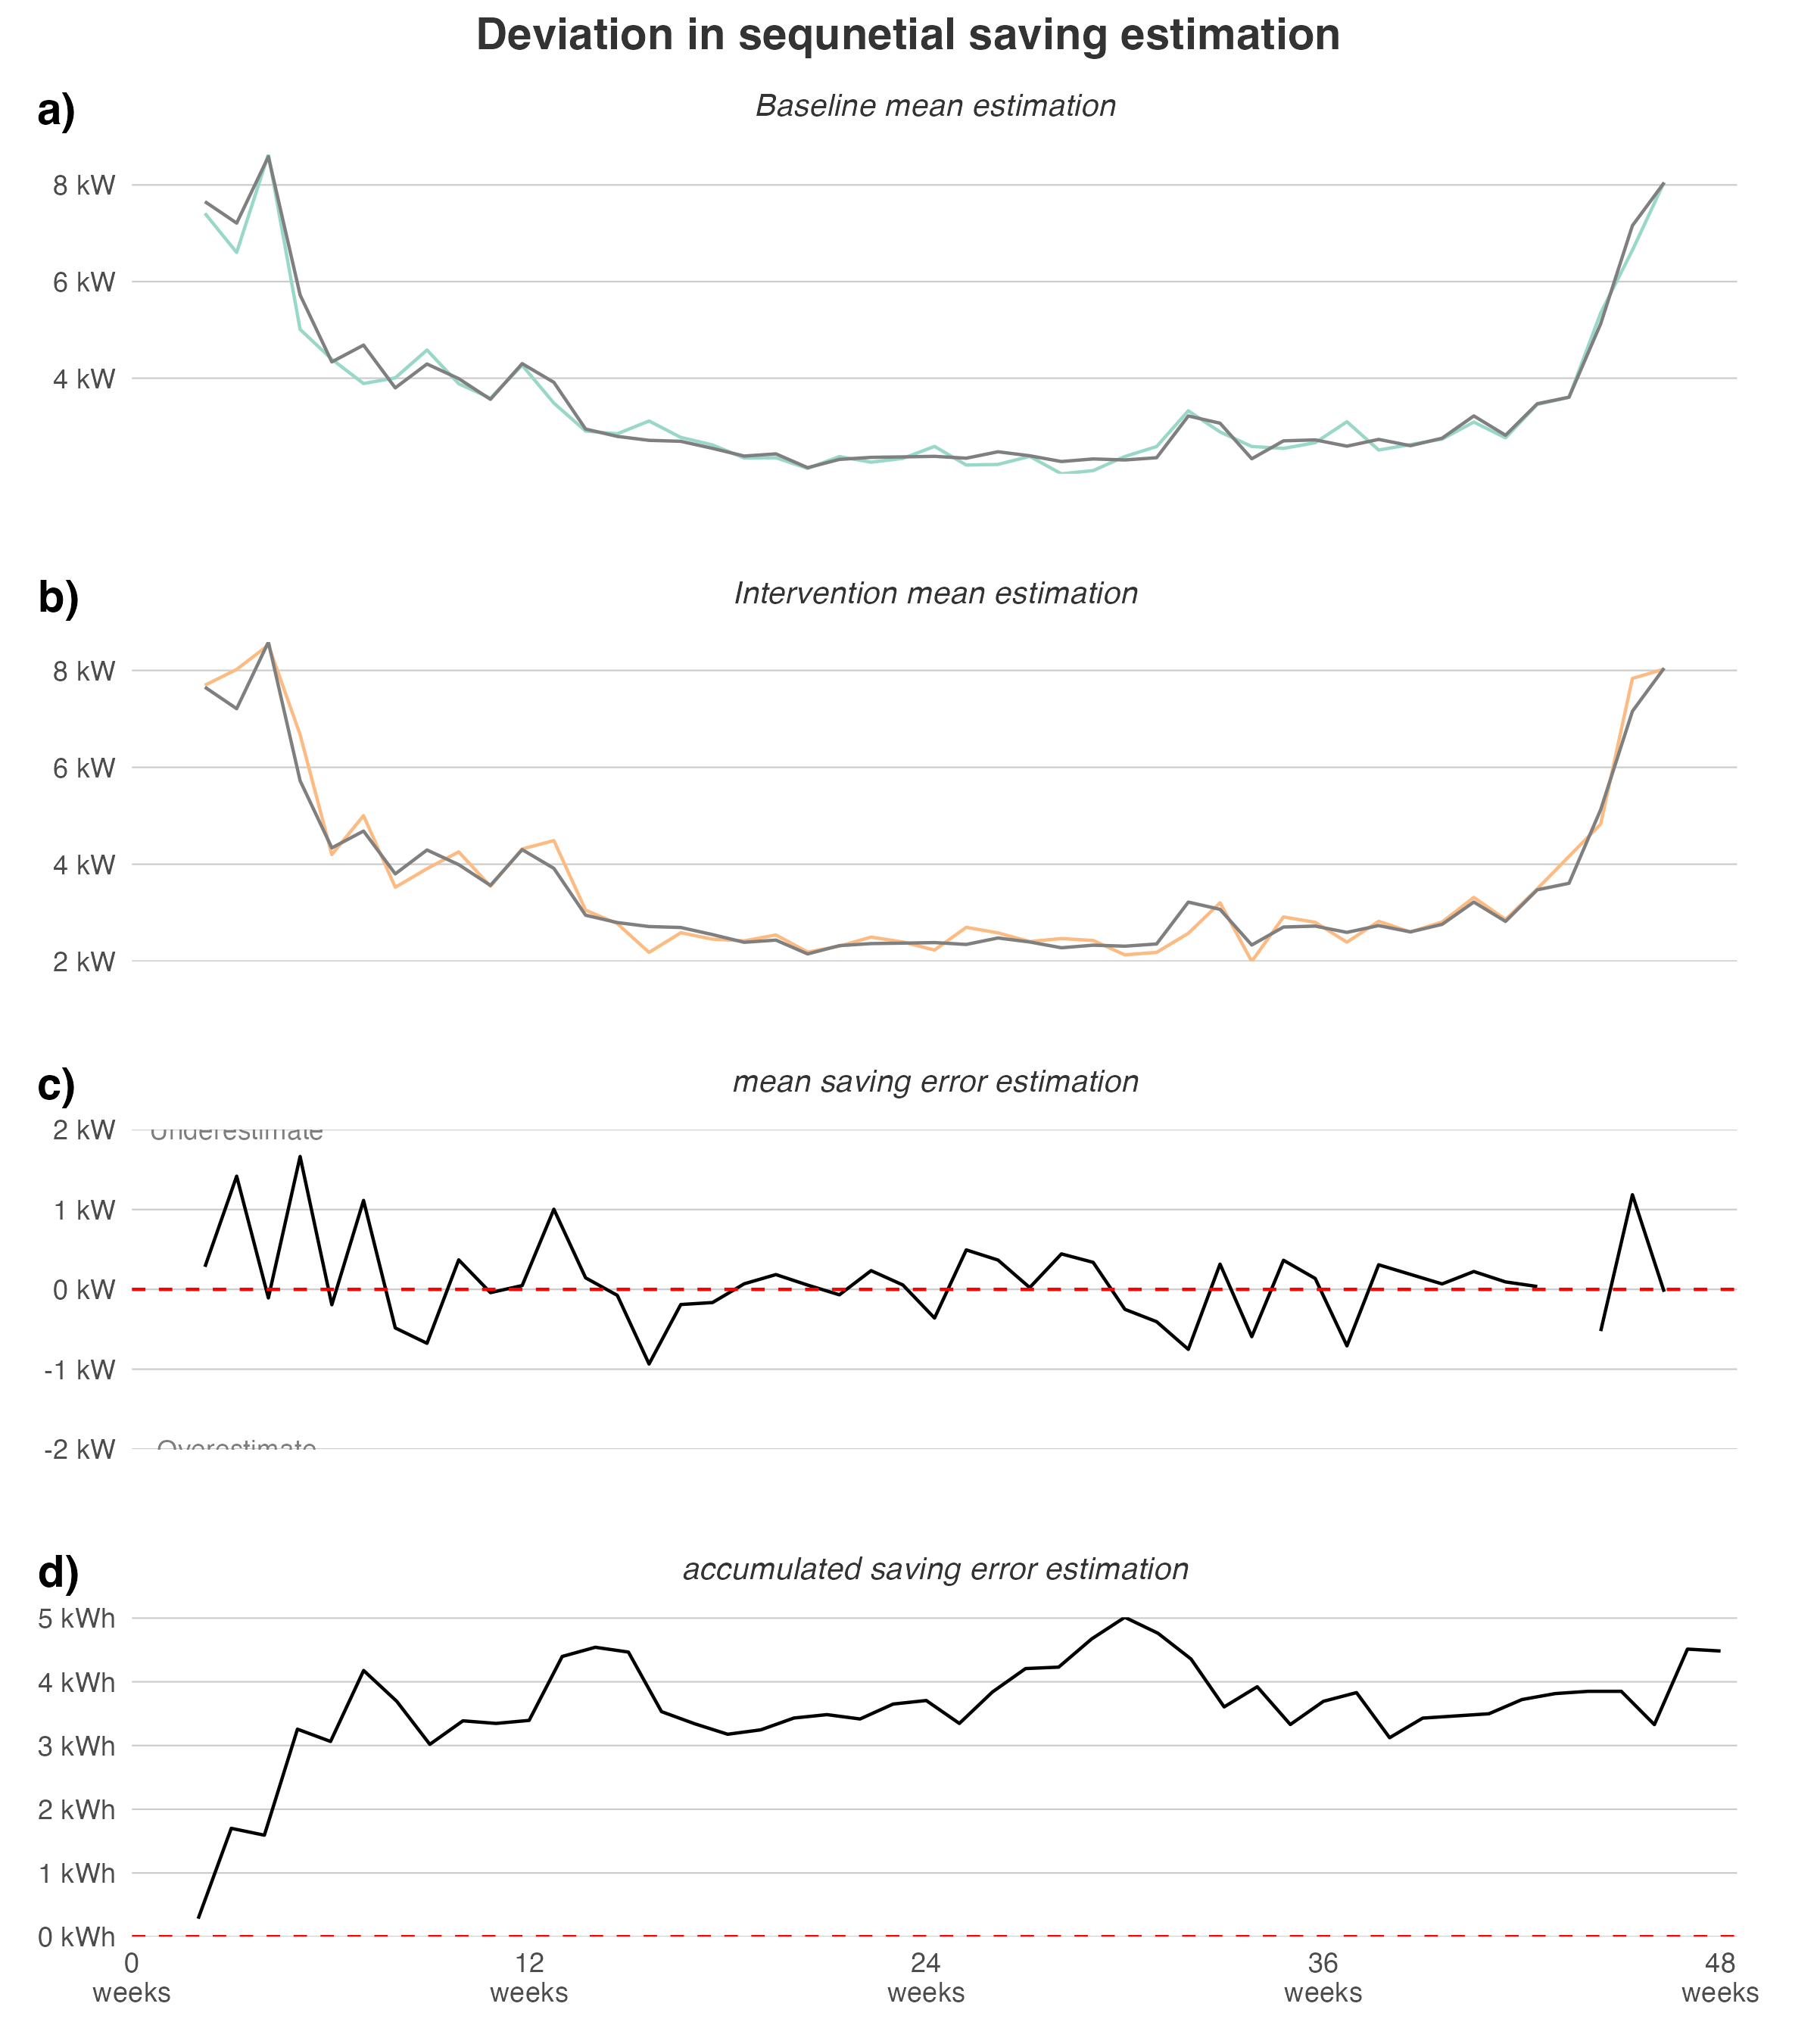 Deviation in sequnetial saving estimation
a)
Baseline mean estimation
8 kW
6 kW
4 kW
b)
Intervention mean estimation
8 kW
6 kW
4 kW
2 kW
c)
mean saving error estimation
2 kW
Underestimate
1 kW
0 kW
-1 kW
-2 kW
Overestimate
d)
accumulated saving error estimation
5 kWh
4 kWh
3 kWh
2 kWh
1 kWh
0 kWh
0 12 24 36 48
weeks weeks weeks weeks weeks